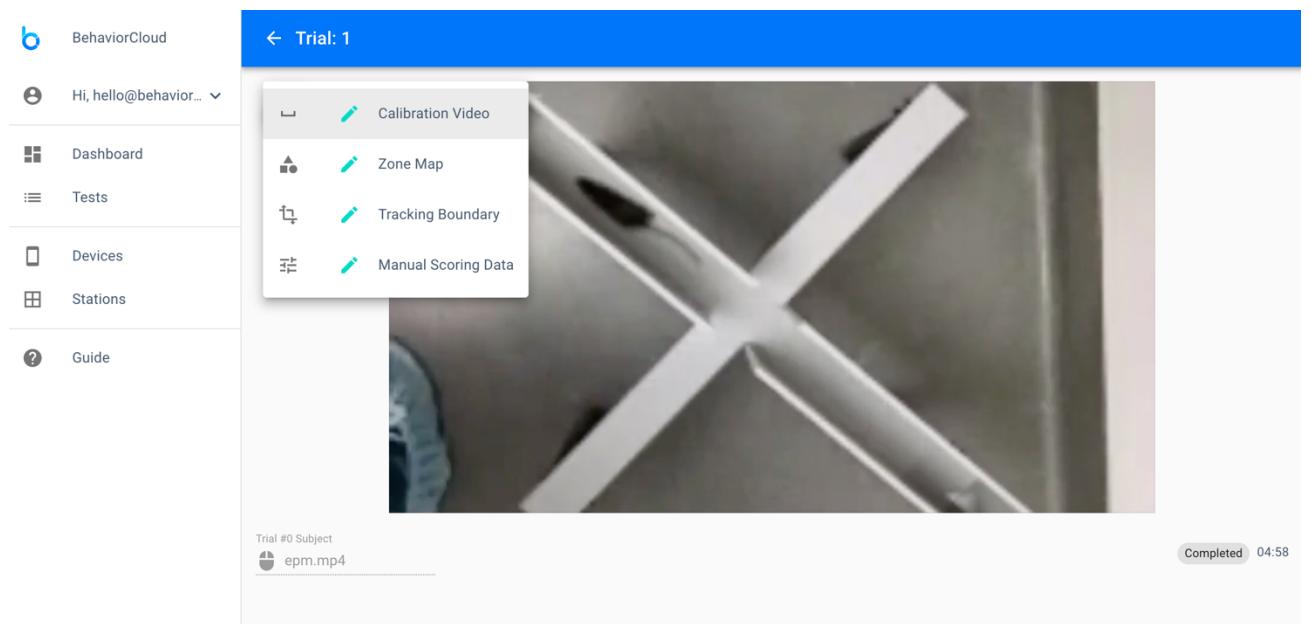 BehaviorCloud
Trial: 1
Hi, hello@behavior...
Calibration Video
Dashboard
Zone Map
Tests
Tracking Boundary
Devices
Manual Scoring Data
Stations
Guide
Trial #0 Subject
epm.mp4
Completed 04:58